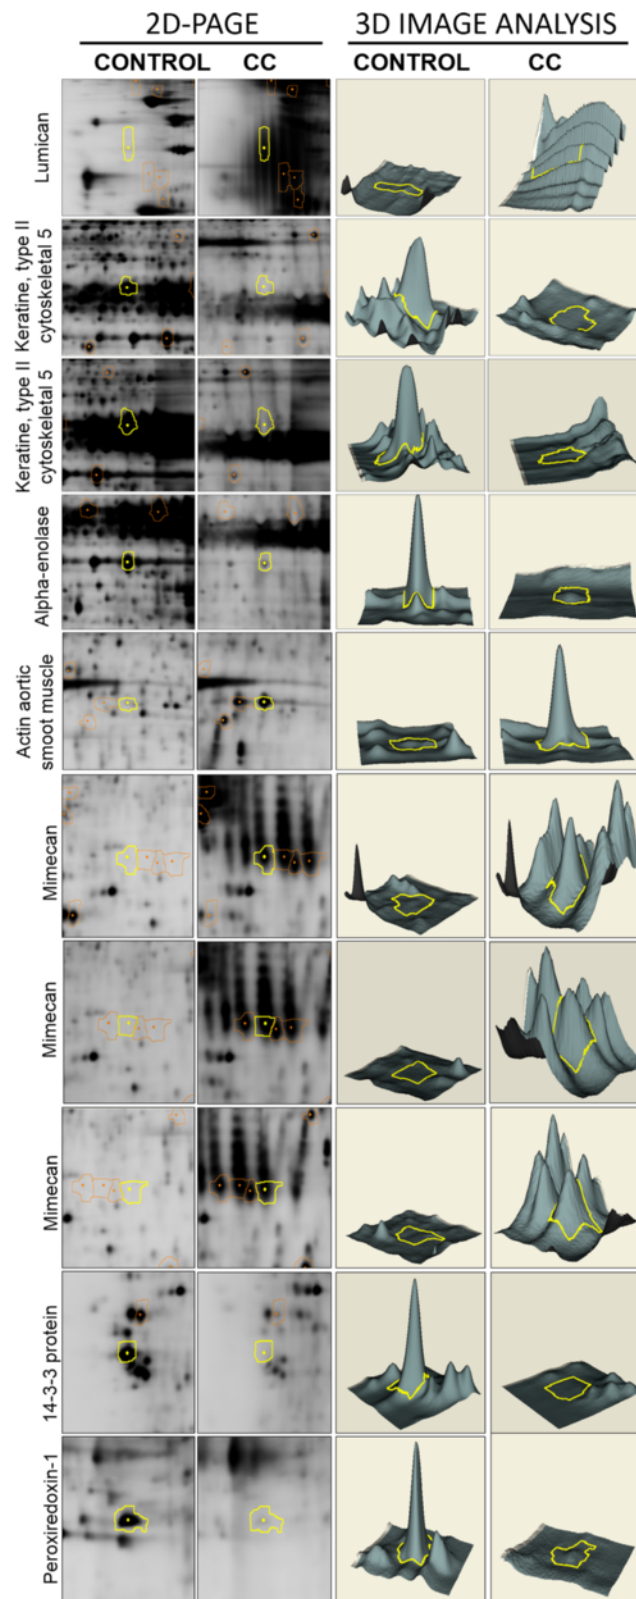 2D-PAGE 3D IMAGE ANALYSIS
CONTROL CC CONTROL CC
Lumican
Keratine, type II
cytoskeletal 5
Keratine, type II
cytoskeletal 5
Alpha-enolase
Actin aortic
smoot muscle
Mimecan
Mimecan
Mimecan
14-3-3 protein
Peroxiredoxin-1